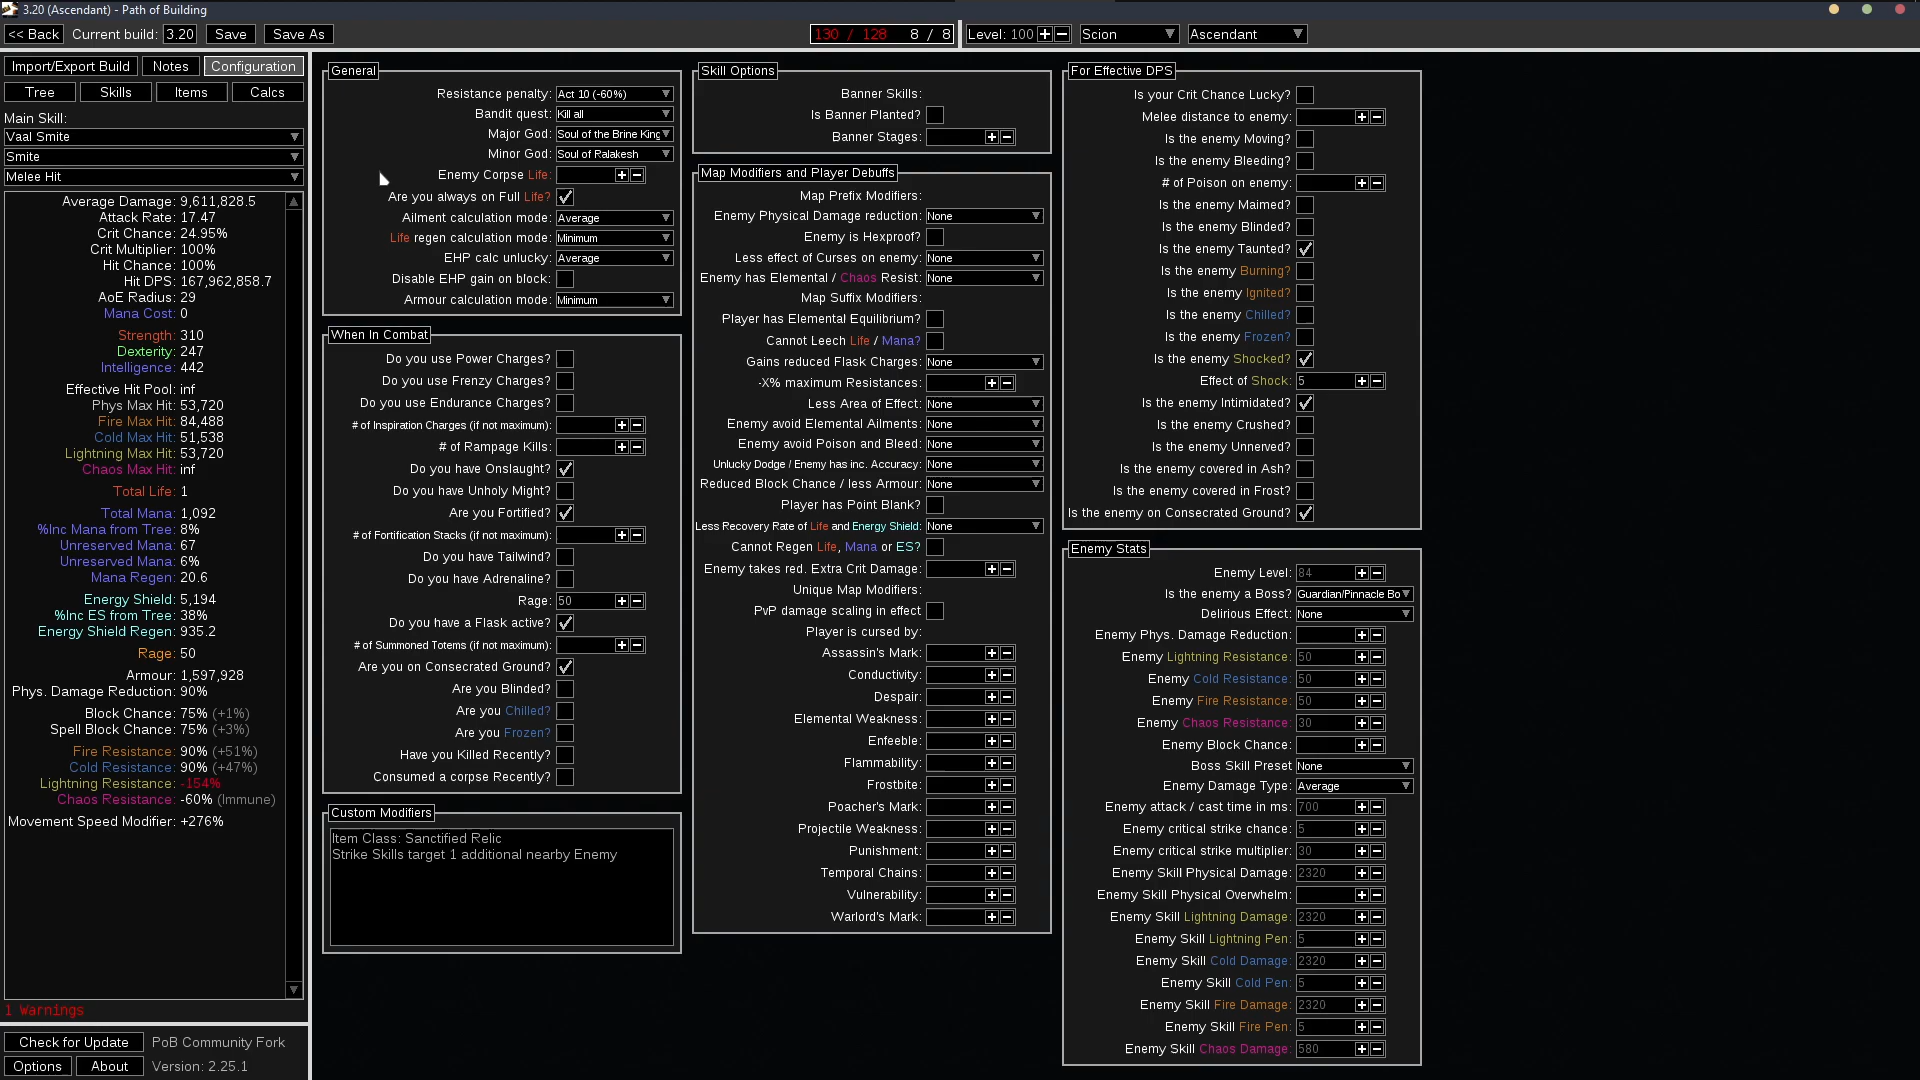 3.20 (Ascendant) - Path of Building
<< Back
Current build: 3.20
Save
Save As
130 / 128 8 / 8
Level: 100
Scion
Ascendant
Import/Export Build
Notes
Configuration
Tree
Skills
Items
Calcs
Main Skill:
Vaal Smite
Smite
Melee Hit
Average Damage: 9,611,828.5
Attack Rate: 17.47
Crit Chance: 24.95%
Crit Multiplier: 100%
Hit Chance: 100%
Hit DPS: 167,962,858.7
AoE Radius: 29
Mana Cost: 0
Strength: 310
Dexterity: 247
Intelligence: 442
Effective Hit Pool: inf
Phys Max Hit: 53,720
Fire Max Hit: 84,488
Cold Max Hit: 51,538
Lightning Max Hit: 53,720
Chaos Max Hit: inf
Total Life: 1
Total Mana: 1,092
%Inc Mana from Tree: 8%
Unreserved Mana: 67
Unreserved Mana: 6%
Mana Regen: 20.6
Energy Shield: 5,194
%Inc ES from Tree: 38%
Energy Shield Regen: 935.2
Rage: 50
Armour: 1,597,928
Phys. Damage Reduction: 90%
Block Chance: 75% (+1%)
Spell Block Chance: 75% (+3%)
Fire Resistance: 90% (+51%)
Cold Resistance: 90% (+47%)
Lightning Resistance: -154%
Chaos Resistance: -60% (Immune)
Movement Speed Modifier: +276%
1 Warnings
Check for Update
PoB Community Fork
Options
About
Version: 2.25.1
General
Resistance penalty: Act 10 (-60%)
Bandit quest: Kill all
Major God: Soul of the Brine King
Minor God: Soul of Ralakesh
Enemy Corpse Life:
Are you always on Full Life?
Ailment calculation mode: Average
Life regen calculation mode: Minimum
EHP calc unlucky: Average
Disable EHP gain on block:
Armour calculation mode: Minimum
When In Combat
Do you use Power Charges?
Do you use Frenzy Charges?
Do you use Endurance Charges?
# of Inspiration Charges (if not maximum):
# of Rampage Kills:
Do you have Onslaught?
Do you have Unholy Might?
Are you Fortified?
# of Fortification Stacks (if not maximum):
Do you have Tailwind?
Do you have Adrenaline?
Rage: 50
Do you have a Flask active?
# of Summoned Totems (if not maximum):
Are you on Consecrated Ground?
Are you Blinded?
Are you Chilled?
Are you Frozen?
Have you Killed Recently?
Consumed a corpse Recently?
Custom Modifiers
Item Class: Sanctified Relic
Strike Skills target 1 additional nearby Enemy
Skill Options
Banner Skills:
Is Banner Planted?
Banner Stages:
Map Modifiers and Player Debuffs
Map Prefix Modifiers:
Enemy Physical Damage reduction: None
Enemy is Hexproof?
Less effect of Curses on enemy: None
Enemy has Elemental / Chaos Resist: None
Map Suffix Modifiers:
Player has Elemental Equilibrium?
Cannot Leech Life / Mana?
Gains reduced Flask Charges: None
-X% maximum Resistances:
Less Area of Effect: None
Enemy avoid Elemental Ailments: None
Enemy avoid Poison and Bleed: None
Unlucky Dodge / Enemy has inc. Accuracy: None
Reduced Block Chance / less Armour: None
Player has Point Blank?
Less Recovery Rate of Life and Energy Shield: None
Cannot Regen Life, Mana or ES?
Enemy takes red. Extra Crit Damage:
Unique Map Modifiers:
PvP damage scaling in effect
Player is cursed by:
Assassin's Mark:
Conductivity:
Despair:
Elemental Weakness:
Enfeeble:
Flammability:
Frostbite:
Poacher's Mark:
Projectile Weakness:
Punishment:
Temporal Chains:
Vulnerability:
Warlord's Mark:
For Effective DPS
Is your Crit Chance Lucky?
Melee distance to enemy:
Is the enemy Moving?
Is the enemy Bleeding?
# of Poison on enemy:
Is the enemy Maimed?
Is the enemy Blinded?
Is the enemy Taunted?
Is the enemy Burning?
Is the enemy Ignited?
Is the enemy Chilled?
Is the enemy Frozen?
Is the enemy Shocked?
Effect of Shock: 5
Is the enemy Intimidated?
Is the enemy Crushed?
Is the enemy Unnerved?
Is the enemy covered in Ash?
Is the enemy covered in Frost?
Is the enemy on Consecrated Ground?
Enemy Stats
Enemy Level: 84
Is the enemy a Boss? Guardian/Pinnacle Bo
Delirious Effect: None
Enemy Phys. Damage Reduction:
Enemy Lightning Resistance: 50
Enemy Cold Resistance: 50
Enemy Fire Resistance: 50
Enemy Chaos Resistance: 30
Enemy Block Chance:
Boss Skill Preset None
Enemy Damage Type: Average
Enemy attack / cast time in ms: 700
Enemy critical strike chance: 5
Enemy critical strike multiplier: 30
Enemy Skill Physical Damage: 2320
Enemy Skill Physical Overwhelm:
Enemy Skill Lightning Damage: 2320
Enemy Skill Lightning Pen: 5
Enemy Skill Cold Damage: 2320
Enemy Skill Cold Pen: 5
Enemy Skill Fire Damage: 2320
Enemy Skill Fire Pen: 5
Enemy Skill Chaos Damage: 580